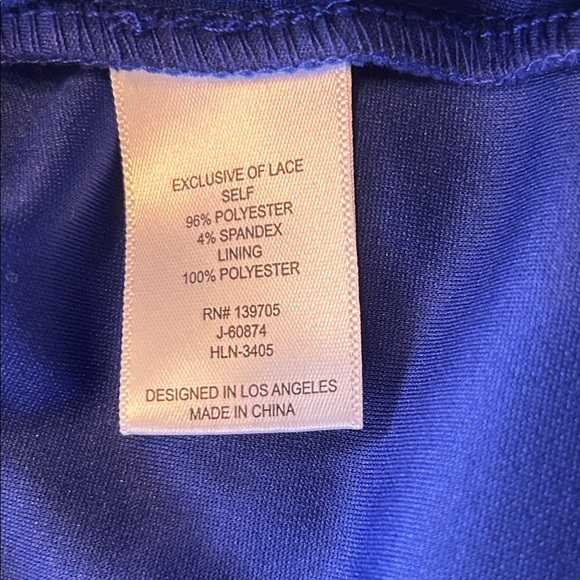 EXCLUSIVE OF LACE
SELF
96% POLYESTER
4% SPANDEX
LINING
100% POLYESTER
RN# 139705
J-60874
HLN-3405
DESIGNED IN LOS ANGELES
MADE IN CHINA